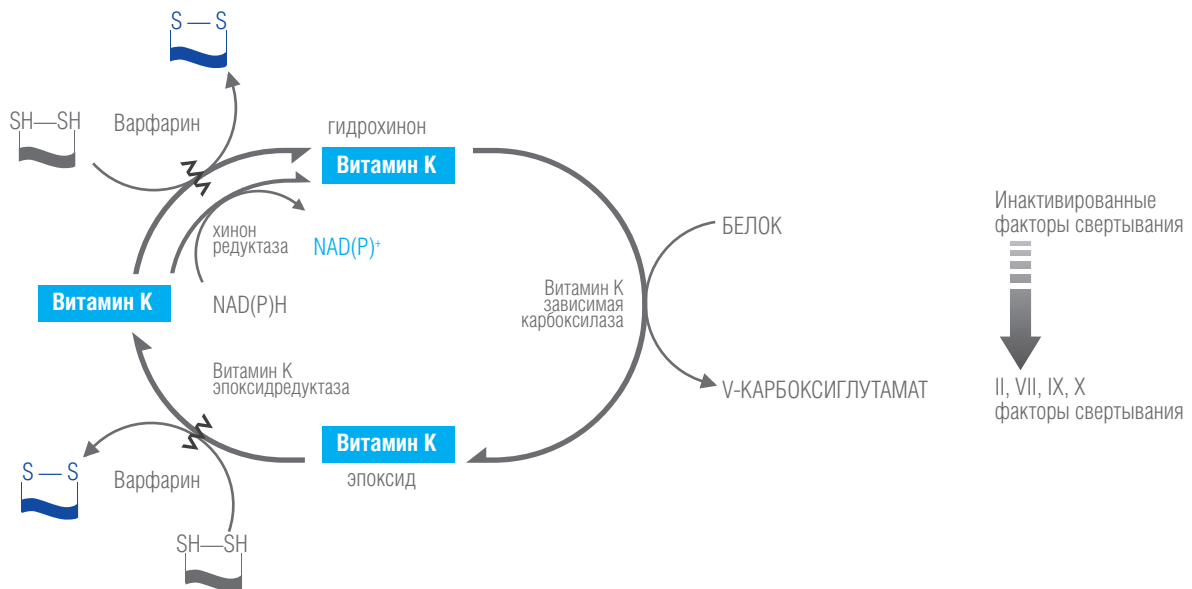 S — S
SH—SH
Варфарин
гидрохинон
Витамин К
хинон
редуктаза
NAD(P)⁺
Витамин К
NAD(P)H
Витамин К
эпоксидредуктаза
Витамин К
эпоксид
Варфарин
S — S
SH—SH
Витамин К
зависимая
карбоксилаза
БЕЛОК
V-КАРБОКСИГЛУТАМАТ
Инактивированные
факторы свертывания
II, VII, IX, X
факторы свертывания